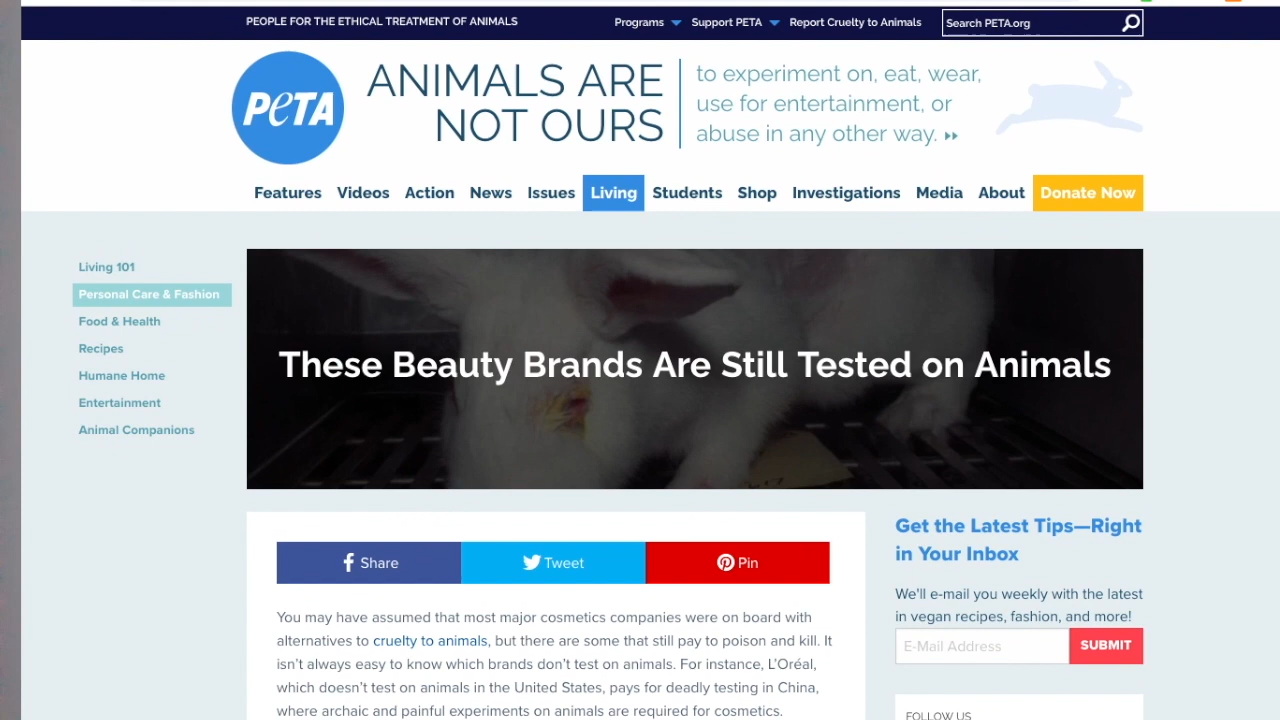 PEOPLE FOR THE ETHICAL TREATMENT OF ANIMALS
Programs Support PETA Report Cruelty to Animals
Search PETA.org
PeTA
ANIMALS ARE
NOT OURS
to experiment on, eat, wear,
use for entertainment, or
abuse in any other way.
Features Videos Action News Issues Living Students Shop Investigations Media About Donate Now
Living 101
Personal Care & Fashion
Food & Health
Recipes
Humane Home
Entertainment
Animal Companions
These Beauty Brands Are Still Tested on Animals
Share Tweet Pin
You may have assumed that most major cosmetics companies were on board with
alternatives to cruelty to animals, but there are some that still pay to poison and kill. It
isn’t always easy to know which brands don’t test on animals. For instance, L’Oréal,
which doesn’t test on animals in the United States, pays for deadly testing in China,
where archaic and painful experiments on animals are required for cosmetics.
Get the Latest Tips—Right
in Your Inbox
We'll e-mail you weekly with the latest
in vegan recipes, fashion, and more!
E-Mail Address
SUBMIT
FOLLOW US